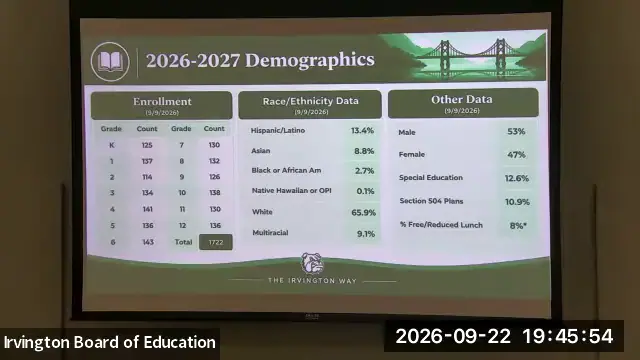 2026-2027 Demographics
Enrollment
(9/9/2026)
Grade Count Grade Count
K 125 7 130
1 137 8 132
2 114 9 126
3 134 10 138
4 141 11 130
5 136 12 136
6 143 Total 1722
Race/Ethnicity Data
(9/9/2026)
Hispanic/Latino 13.4%
Asian 8.8%
Black or African Am 2.7%
Native Hawaiian or OPI 0.1%
White 65.9%
Multiracial 9.1%
Other Data
(9/9/2026)
Male 53%
Female 47%
Special Education 12.6%
Section 504 Plans 10.9%
% Free/Reduced Lunch 8%*
THE IRVINGTON WAY
Irvington Board of Education
2026-09-22 19:45:54